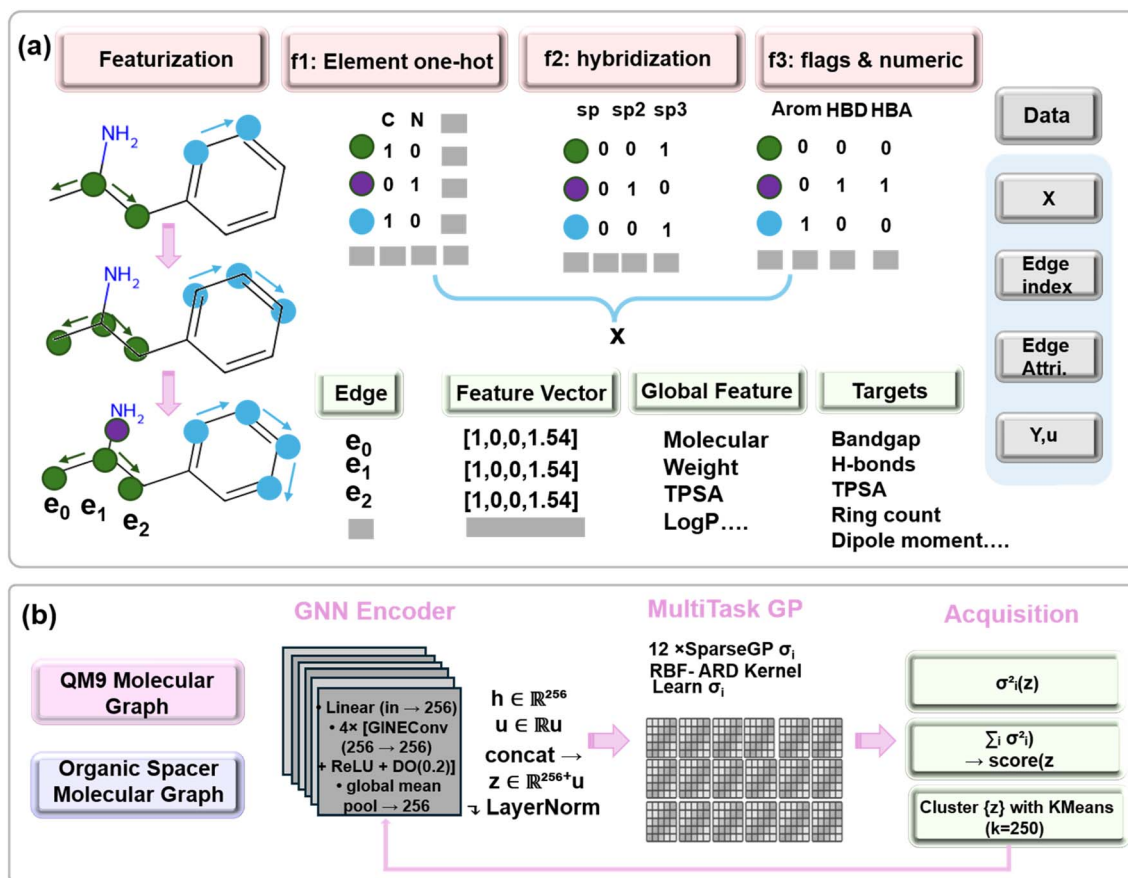 (a)
Featurization
f1: Element one-hot
f2: hybridization
f3: flags & numeric
NH₂
NH₂
NH₂
e₀ e₁ e₂
C N
1 0
0 1
1 0
sp sp2 sp3
0 0 1
0 1 0
0 0 1
Arom HBD HBA
0 0 0
0 1 1
1 0 0
x
Edge
e₀
e₁
e₂
Feature Vector
[1,0,0,1.54]
[1,0,0,1.54]
[1,0,0,1.54]
Global Feature
Molecular
Weight
TPSA
LogP....
Targets
Bandgap
H-bonds
TPSA
Ring count
Dipole moment....
Data
X
Edge
index
Edge
Attri.
Y,u
(b)
QM9 Molecular
Graph
Organic Spacer
Molecular Graph
GNN Encoder
• Linear (in → 256)
• 4× [GINEConv
(256 → 256)
+ ReLU + DO(0.2)]
• global mean
pool → 256
h ∈ ℝ²⁵⁶
u ∈ ℝu
concat →
z ∈ ℝ²⁵⁶⁺u
↴ LayerNorm
MultiTask GP
12 ×SparseGP σᵢ
RBF- ARD Kernel
Learn σᵢ
Acquisition
σ²ᵢ(z)
∑ᵢ σ²ᵢ)
→ score(z
Cluster {z} with KMeans
(k=250)